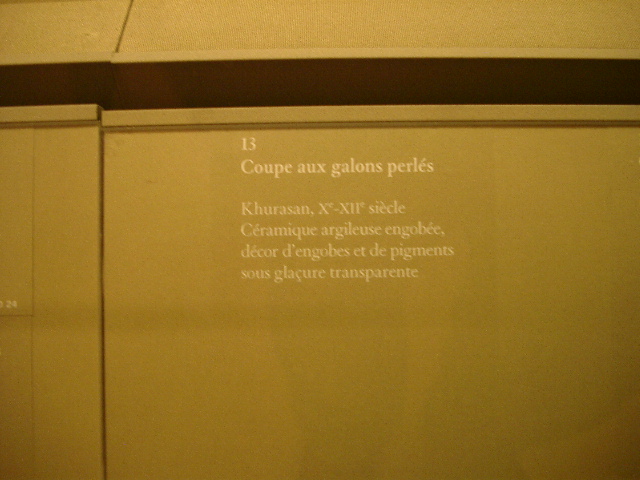 13
Coupe aux galons perlés
Khurasan, Xe-XIIe siècle
Céramique argileuse engobée,
décor d'engobes et de pigments
sous glaçure transparente
24